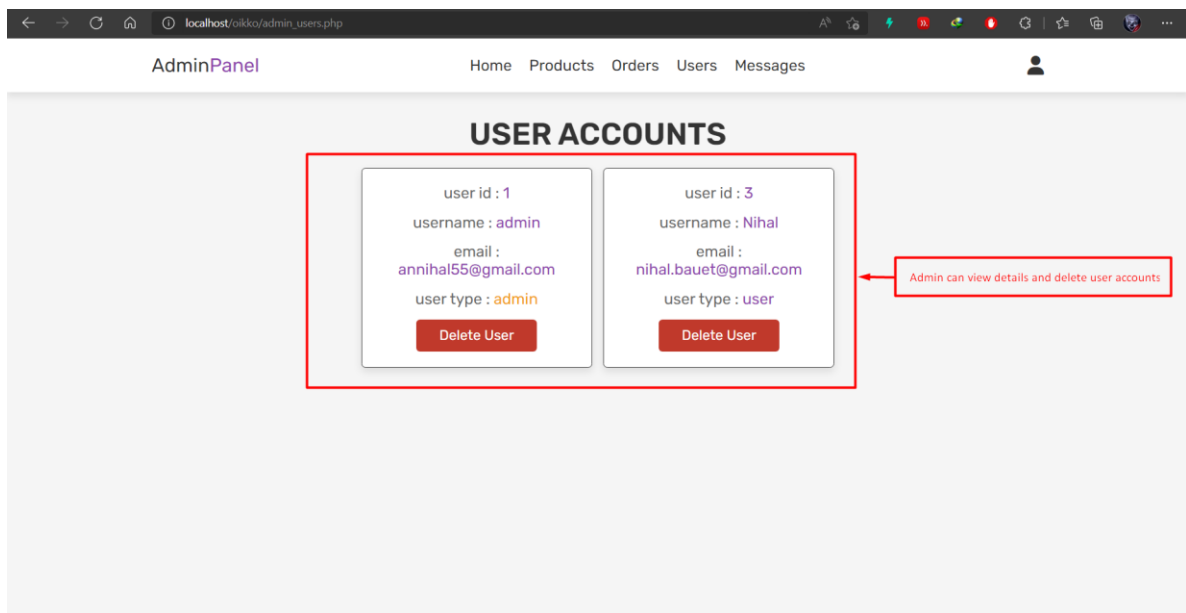 localhost/oikko/admin_users.php
AdminPanel Home Products Orders Users Messages
USER ACCOUNTS
user id : 1
username : admin
email :
annihal55@gmail.com
user type : admin
Delete User
user id : 3
username : Nihal
email :
nihal.bauet@gmail.com
user type : user
Delete User
Admin can view details and delete user accounts